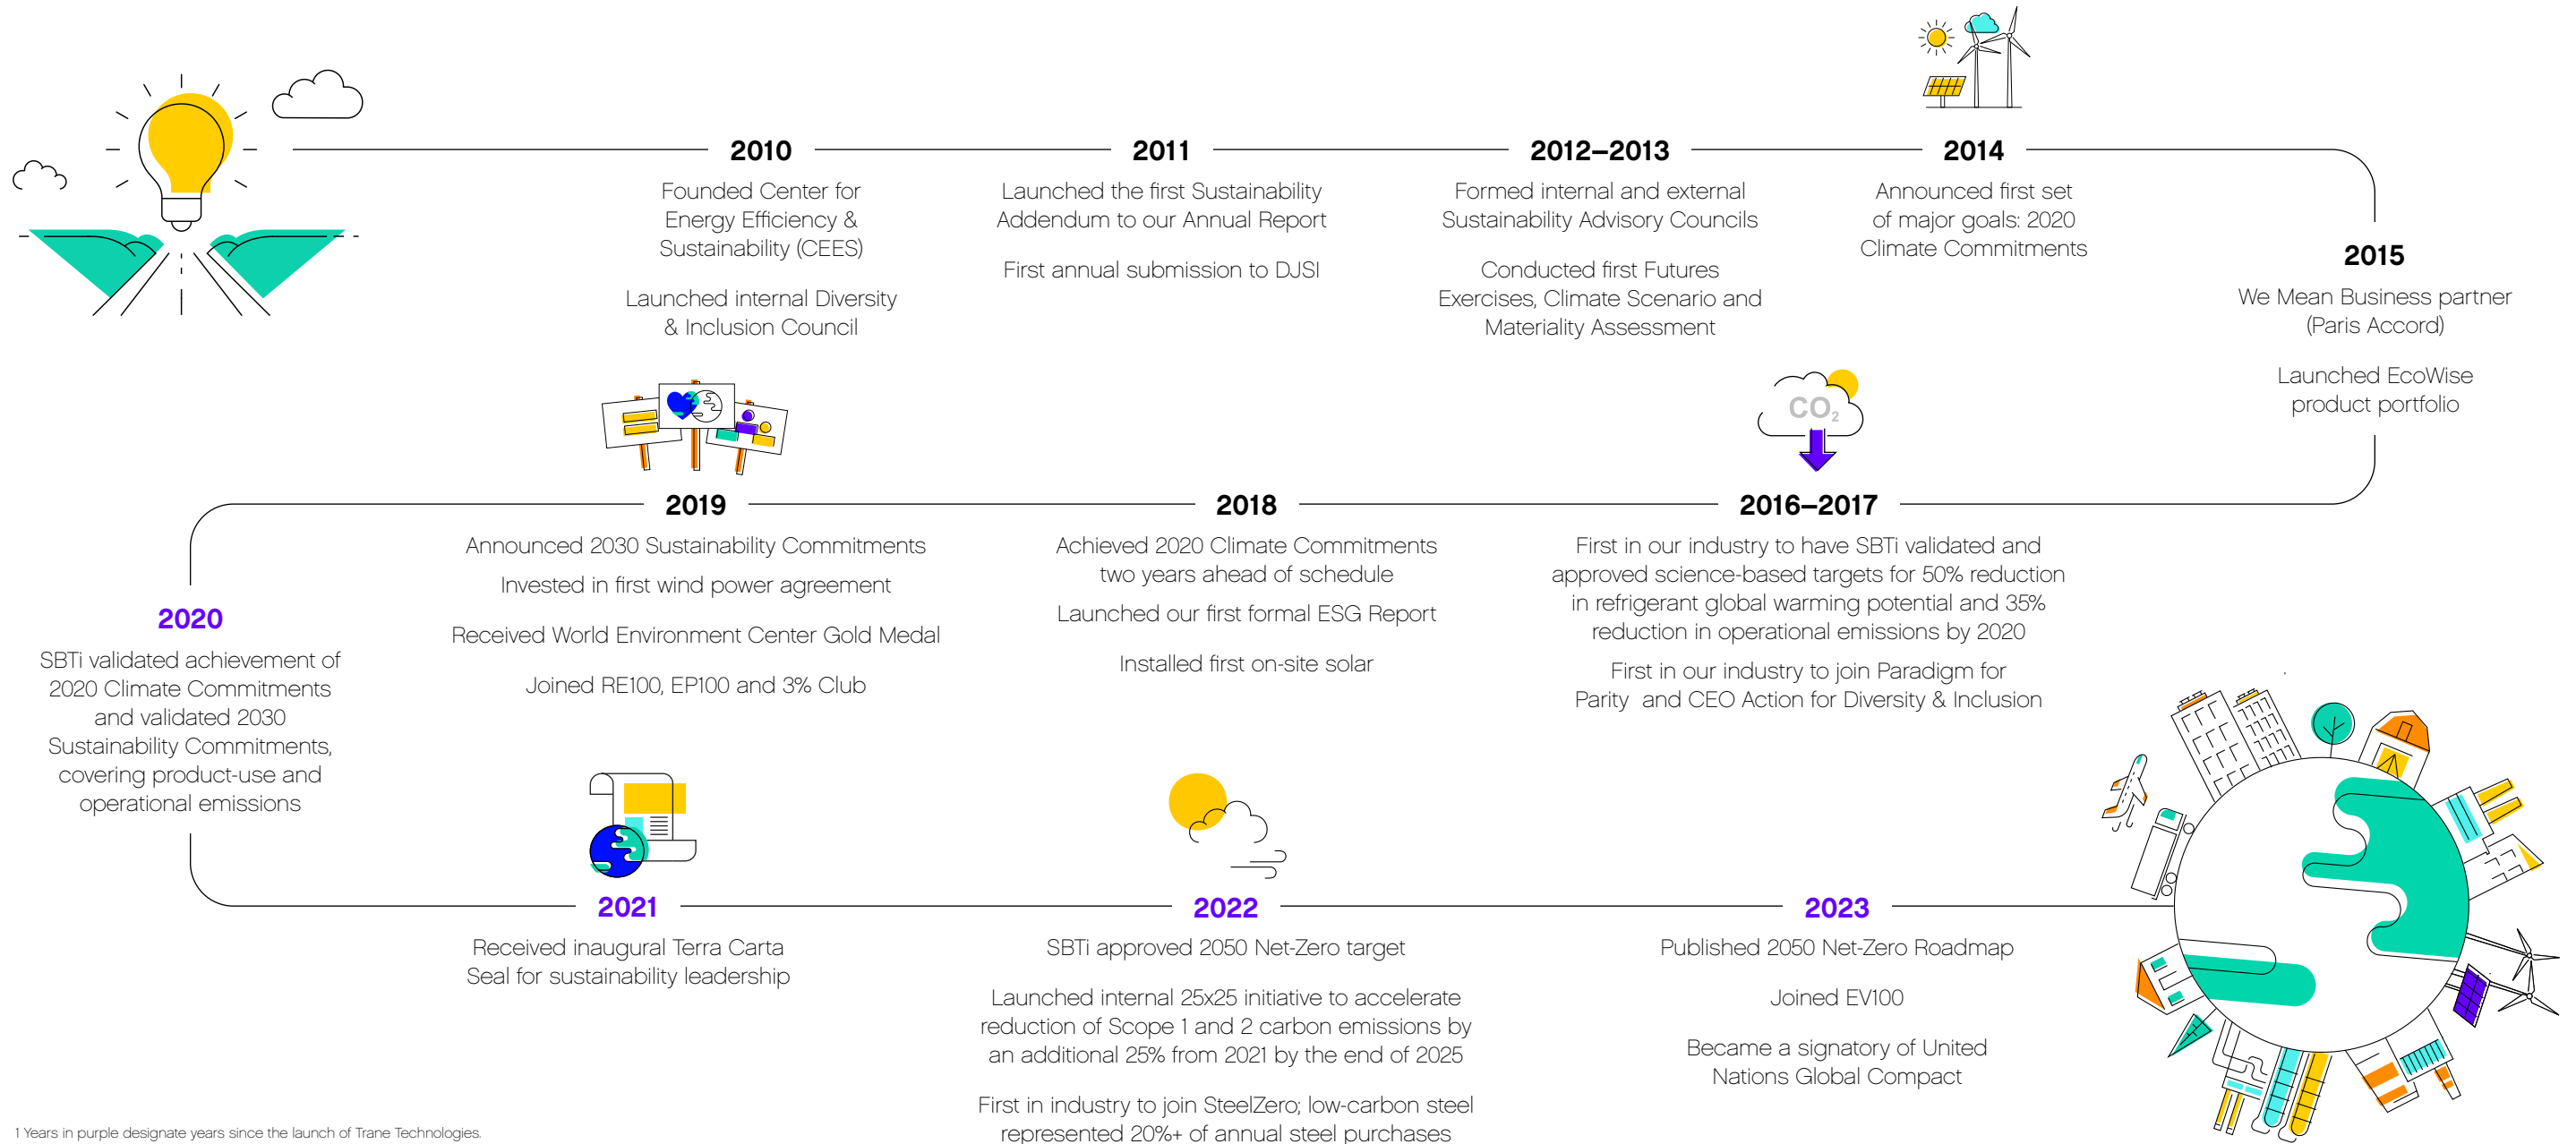 2010
Founded Center for
Energy Efficiency &
Sustainability (CEES)
Launched internal Diversity
& Inclusion Council
2011
Launched the first Sustainability
Addendum to our Annual Report
First annual submission to DJSI
2012–2013
Formed internal and external
Sustainability Advisory Councils
Conducted first Futures
Exercises, Climate Scenario and
Materiality Assessment
2014
Announced first set
of major goals: 2020
Climate Commitments
2015
We Mean Business partner
(Paris Accord)
Launched EcoWise
product portfolio
CO₂
2016–2017
First in our industry to have SBTi validated and
approved science-based targets for 50% reduction
in refrigerant global warming potential and 35%
reduction in operational emissions by 2020
First in our industry to join Paradigm for
Parity and CEO Action for Diversity & Inclusion
2018
Achieved 2020 Climate Commitments
two years ahead of schedule
Launched our first formal ESG Report
Installed first on-site solar
2019
Announced 2030 Sustainability Commitments
Invested in first wind power agreement
Received World Environment Center Gold Medal
Joined RE100, EP100 and 3% Club
2020
SBTi validated achievement of
2020 Climate Commitments
and validated 2030
Sustainability Commitments,
covering product-use and
operational emissions
2021
Received inaugural Terra Carta
Seal for sustainability leadership
2022
SBTi approved 2050 Net-Zero target
Launched internal 25x25 initiative to accelerate
reduction of Scope 1 and 2 carbon emissions by
an additional 25% from 2021 by the end of 2025
First in industry to join SteelZero; low-carbon steel
represented 20%+ of annual steel purchases
2023
Published 2050 Net-Zero Roadmap
Joined EV100
Became a signatory of United
Nations Global Compact
1 Years in purple designate years since the launch of Trane Technologies.